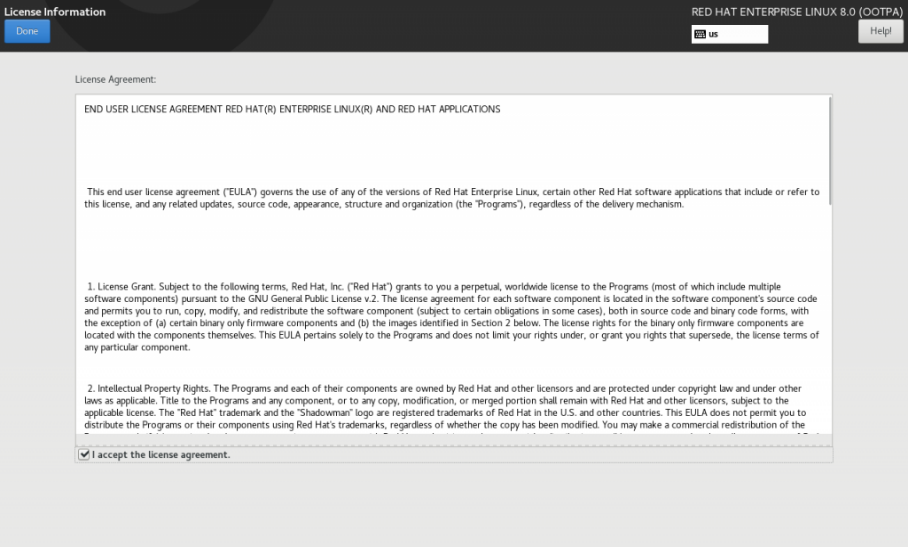 License Information
Done
RED HAT ENTERPRISE LINUX 8.0 (OOTPA)
us
Help!
License Agreement:
END USER LICENSE AGREEMENT RED HAT(R) ENTERPRISE LINUX(R) AND RED HAT APPLICATIONS
This end user license agreement ("EULA") governs the use of any of the versions of Red Hat Enterprise Linux, certain other Red Hat software applications that include or refer to
this license, and any related updates, source code, appearance, structure and organization (the "Programs"), regardless of the delivery mechanism.
1. License Grant. Subject to the following terms, Red Hat, Inc. ("Red Hat") grants to you a perpetual, worldwide license to the Programs (most of which include multiple
software components) pursuant to the GNU General Public License v.2. The license agreement for each software component is located in the software component's source code
and permits you to run, copy, modify, and redistribute the software component (subject to certain obligations in some cases), both in source code and binary code forms, with
the exception of (a) certain binary only firmware components and (b) the images identified in Section 2 below. The license rights for the binary only firmware components are
located with the components themselves. This EULA pertains solely to the Programs and does not limit your rights under, or grant you rights that supersede, the license terms of
any particular component.
2. Intellectual Property Rights. The Programs and each of their components are owned by Red Hat and other licensors and are protected under copyright law and under other
laws as applicable. Title to the Programs and any component, or to any copy, modification, or merged portion shall remain with Red Hat and other licensors, subject to the
applicable license. The "Red Hat" trademark and the "Shadowman" logo are registered trademarks of Red Hat in the U.S. and other countries. This EULA does not permit you to
distribute the Programs or their components using Red Hat's trademarks, regardless of whether the copy has been modified. You may make a commercial redistribution of the
I accept the license agreement.